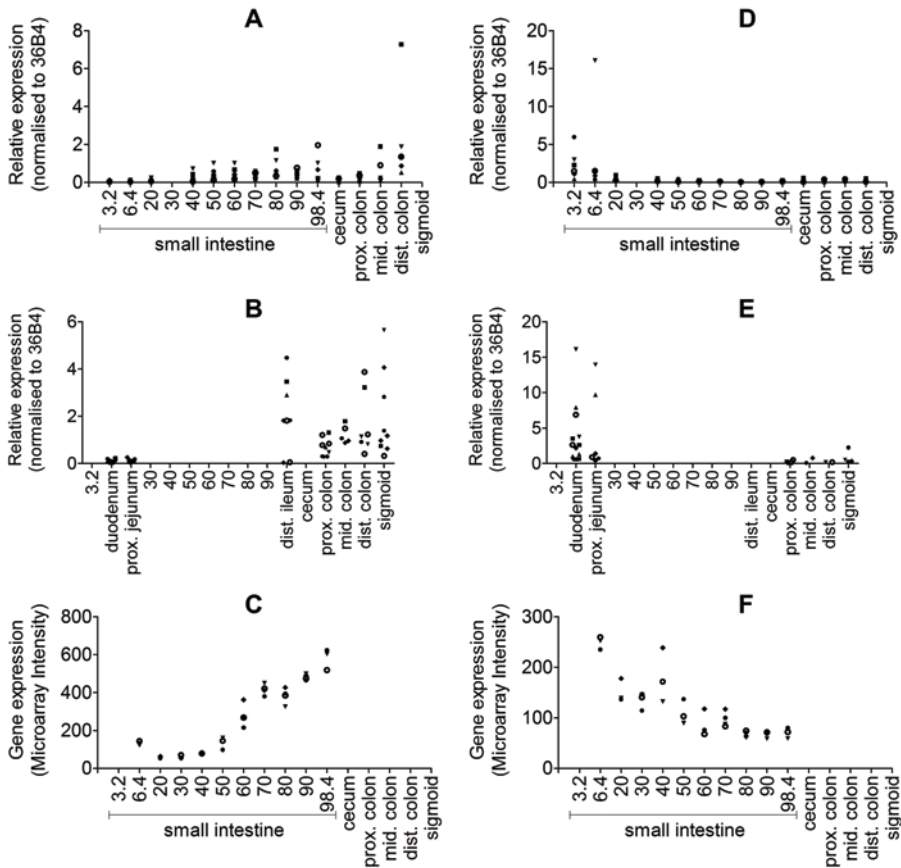 A
Relative expression
(normalised to 36B4)
8
6
4
2
0
3.2
6.4
20
30
40
50
60
70
80
90
98.4
cecum
prox. colon
mid. colon
dist. colon
sigmoid
small intestine
D
Relative expression
(normalised to 36B4)
20
15
10
5
0
3.2
6.4
20
30
40
50
60
70
80
90
98.4
cecum
prox. colon
mid. colon
dist. colon
sigmoid
small intestine
B
Relative expression
(normalised to 36B4)
6
4
2
0
3.2
duodenum
prox. jejunum
30
40
50
60
70
80
90
dist. ileum
cecum
prox. colon
mid. colon
dist. colon
sigmoid
E
Relative expression
(normalised to 36B4)
20
15
10
5
0
3.2
duodenum
prox. jejunum
30
40
50
60
70
80
90
dist. ileum
cecum
prox. colon
mid. colon
dist. colon
sigmoid
C
Gene expression
(Microarray Intensity)
800
600
400
200
0
3.2
6.4
20
30
40
50
60
70
80
90
98.4
cecum
prox. colon
mid. colon
dist. colon
sigmoid
small intestine
F
Gene expression
(Microarray Intensity)
300
200
100
0
3.2
6.4
20
30
40
50
60
70
80
90
98.4
cecum
prox. colon
mid. colon
dist. colon
sigmoid
small intestine